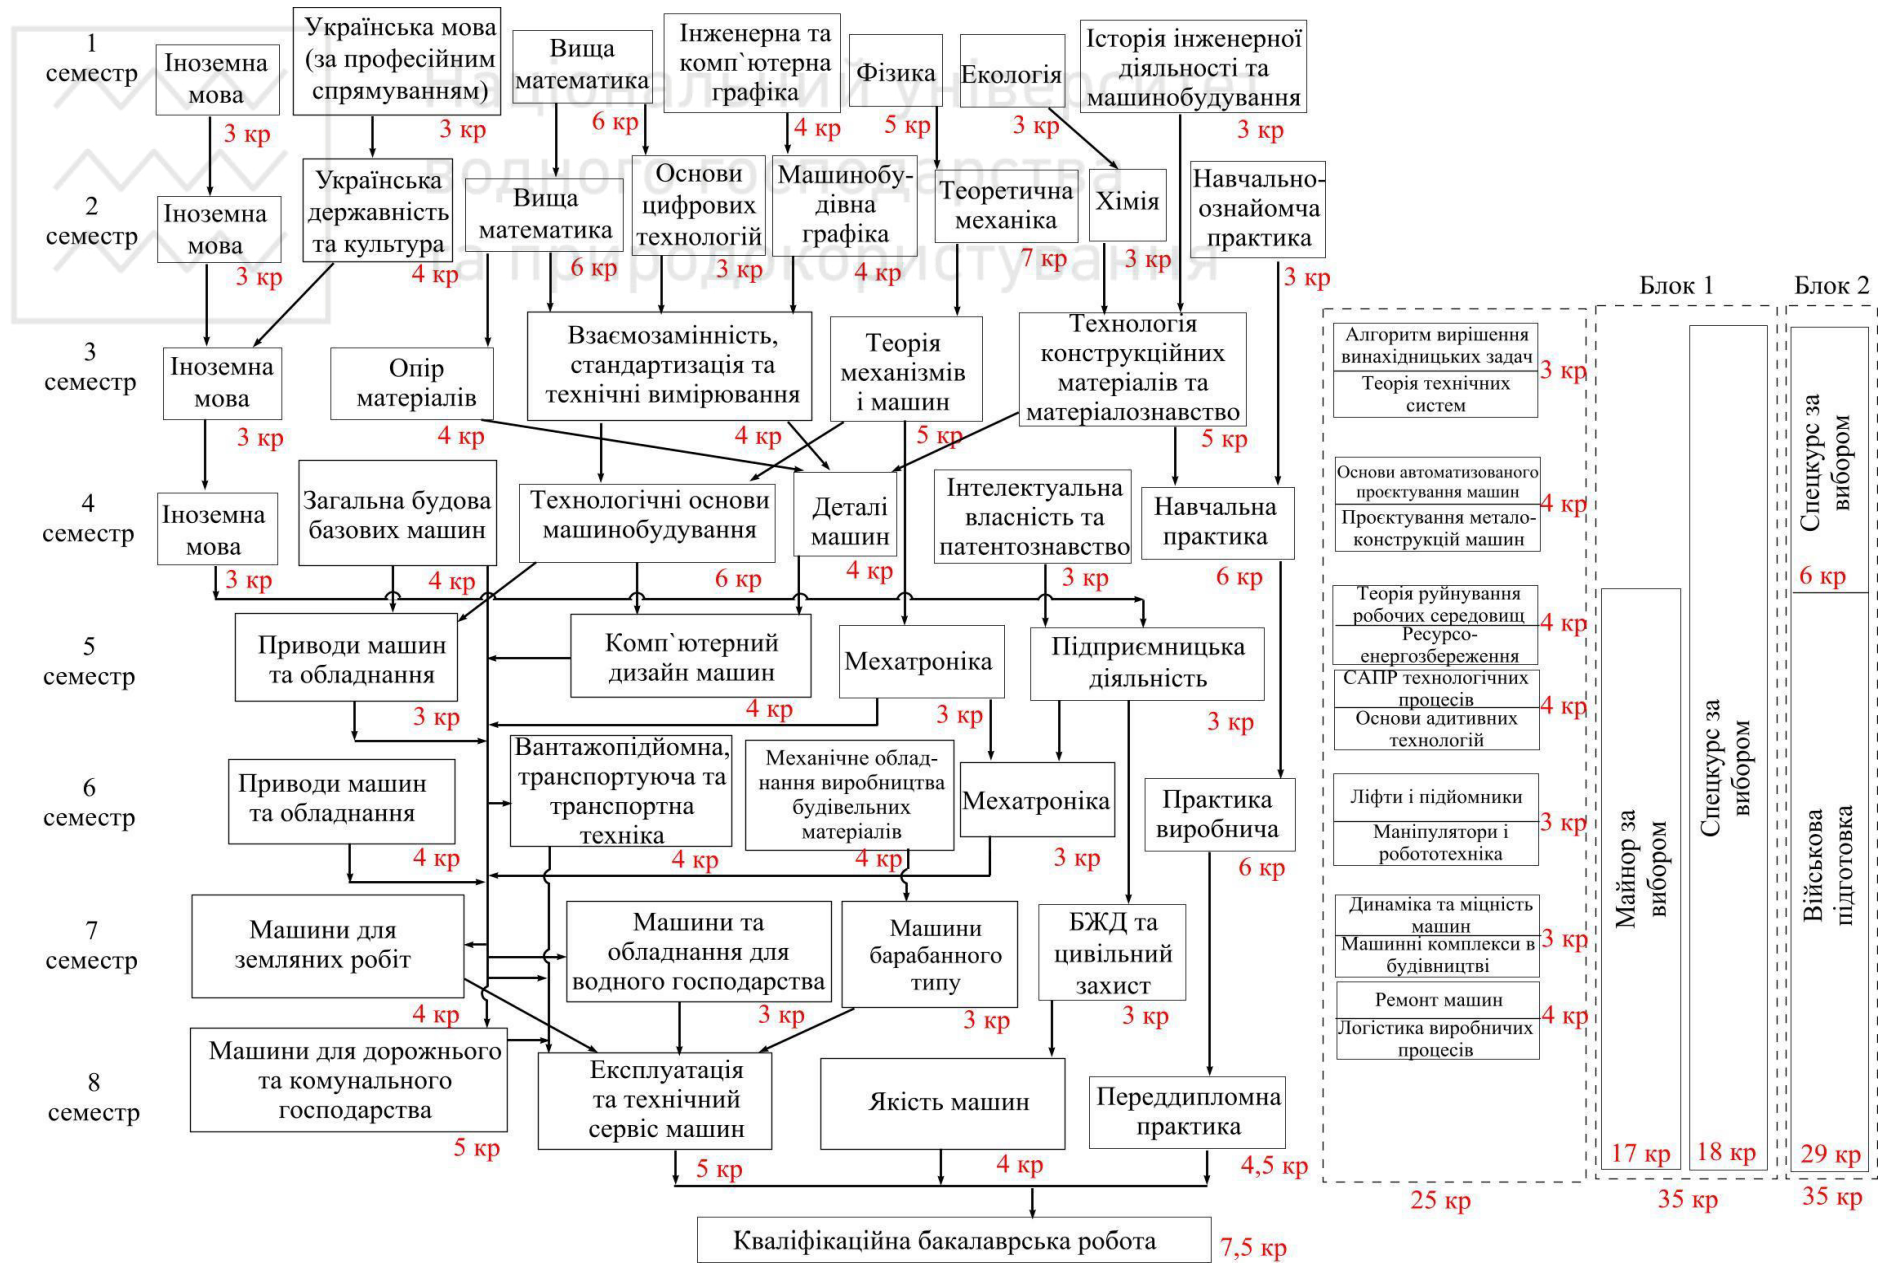 Національний університет
водного господарства
та природокористування
1
семестр
Іноземна
мова
3 кр
Українська мова
(за професійним
спрямуванням)
3 кр
Вища
математика
6 кр
Інженерна та
комп`ютерна
графіка
4 кр
Фізика
5 кр
Екологія
3 кр
Історія інженерної
діяльності та
машинобудування
3 кр
2
семестр
Іноземна
мова
3 кр
Українська
державність
та культура
4 кр
Вища
математика
6 кр
Основи
цифрових
технологій
3 кр
Машинобу-
дівна
графіка
4 кр
Теоретична
механіка
7 кр
Хімія
3 кр
Навчально-
ознайомча
практика
3 кр
3
семестр
Іноземна
мова
3 кр
Опір
матеріалів
4 кр
Взаємозамінність,
стандартизація та
технічні вимірювання
4 кр
Теорія
механізмів
і машин
5 кр
Технологія
конструкційних
матеріалів та
матеріалознавство
5 кр
4
семестр
Іноземна
мова
3 кр
Загальна будова
базових машин
4 кр
Технологічні основи
машинобудування
6 кр
Деталі
машин
4 кр
Інтелектуальна
власність та
патентознавство
3 кр
Навчальна
практика
6 кр
5
семестр
Приводи машин
та обладнання
3 кр
Комп`ютерний
дизайн машин
4 кр
Мехатроніка
3 кр
Підприємницька
діяльність
3 кр
6
семестр
Приводи машин
та обладнання
4 кр
Вантажопідйомна,
транспортуюча та
транспортна
техніка
4 кр
Механічне облад-
нання виробництва
будівельних
матеріалів
4 кр
Мехатроніка
3 кр
Практика
виробнича
6 кр
7
семестр
Машини для
земляних робіт
4 кр
Машини та
обладнання для
водного господарства
3 кр
Машини
барабанного
типу
3 кр
БЖД та
цивільний
захист
3 кр
8
семестр
Машини для дорожнього
та комунального
господарства
5 кр
Експлуатація
та технічний
сервіс машин
5 кр
Якість машин
4 кр
Переддипломна
практика
4,5 кр
Кваліфікаційна бакалаврська робота
7,5 кр
Алгоритм вирішення
винахідницьких задач
Теорія технічних
систем
3 кр
Основи автоматизованого
проєктування машин
Проєктування метало-
конструкцій машин
4 кр
Теорія руйнування
робочих середовищ
Ресурсо-
енергозбереження
4 кр
САПР технологічних
процесів
Основи адитивних
технологій
4 кр
Ліфти і підйомники
Маніпулятори і
робототехніка
3 кр
Динаміка та міцність
машин
Машинні комплекси в
будівництві
3 кр
Ремонт машин
Логістика виробничих
процесів
4 кр
25 кр
Блок 1
Майнор за
вибором
17 кр
Спецкурс за
вибором
18 кр
35 кр
Блок 2
Спецкурс за
вибором
6 кр
Військова
підготовка
29 кр
35 кр